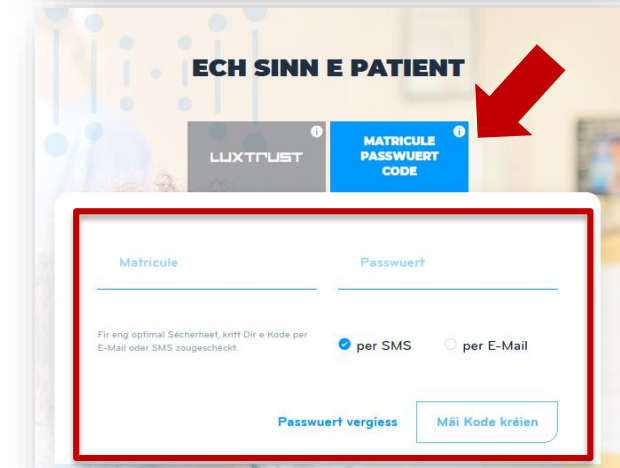 ECH SINN E PATIENT
LUXTRUST
MATRICULE
PASSWUERT
CODE
Matricule Passwuert
Fir eng optimal Sécherheet, kritt Dir e Kode per
E-Mail oder SMS zougeschéckt.
per SMS per E-Mail
Passwuert vergiess Mäi Kode kréien